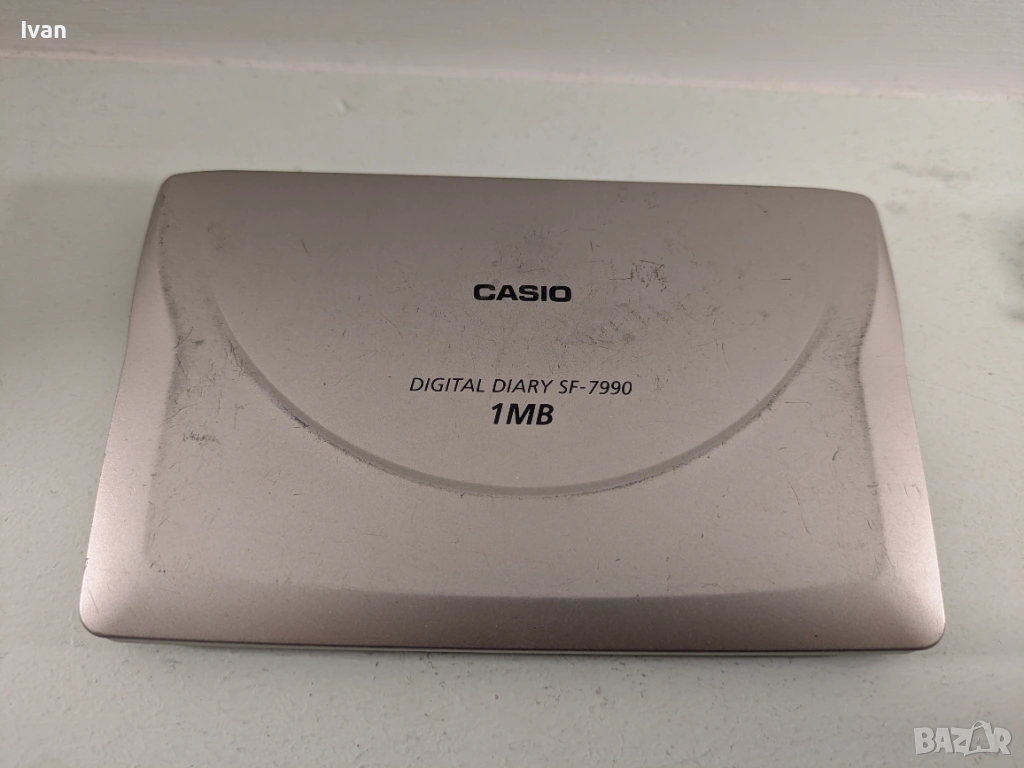 Ivan
CASIO
DIGITAL DIARY SF-7990
1MB
BAZAR